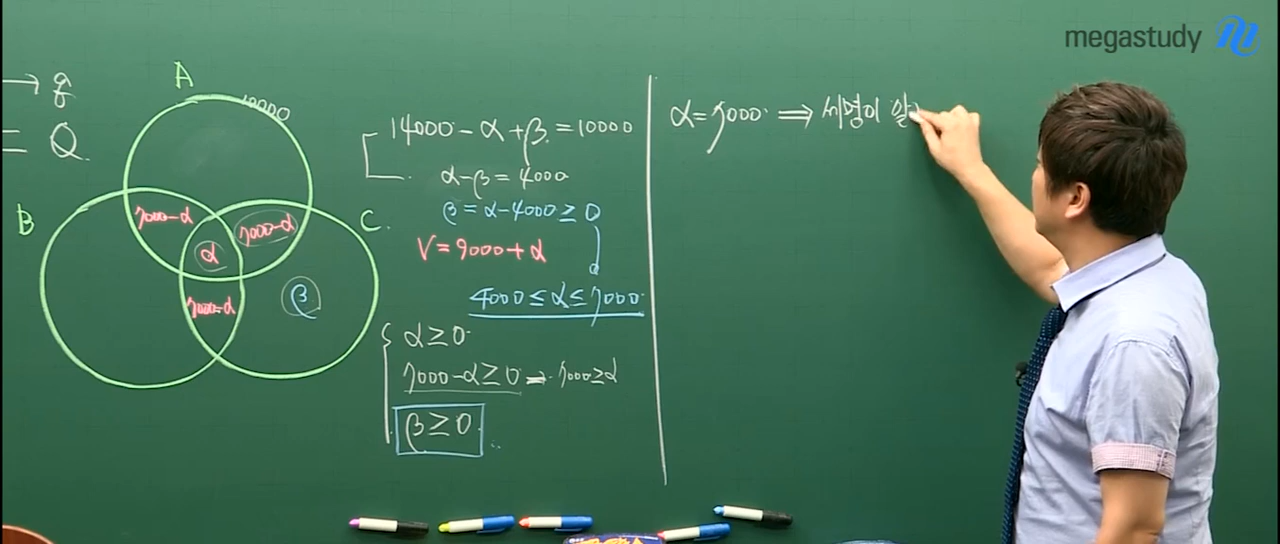 megastudy
→ q
= Q
A
10000
B
C
7000-α
7000-α
α
7000-α
β
14000-α+β=10000
α-β=4000
β=α-4000≥0
V=9000+α
4000≤α≤7000
α≥0
7000-α≥0 → 7000≥α
β≥0
α=7000 ⇒ 세명이